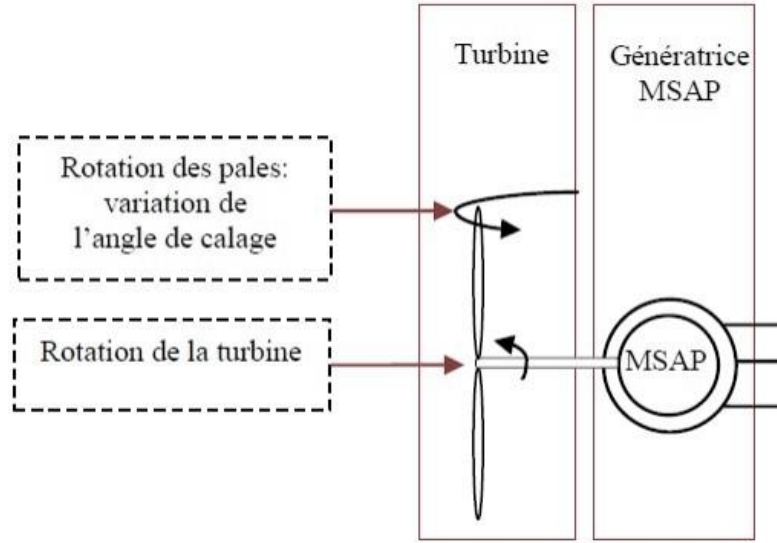 Turbine
Génératrice
MSAP
Rotation des pales:
variation de
l'angle de calage
Rotation de la turbine
MSAP